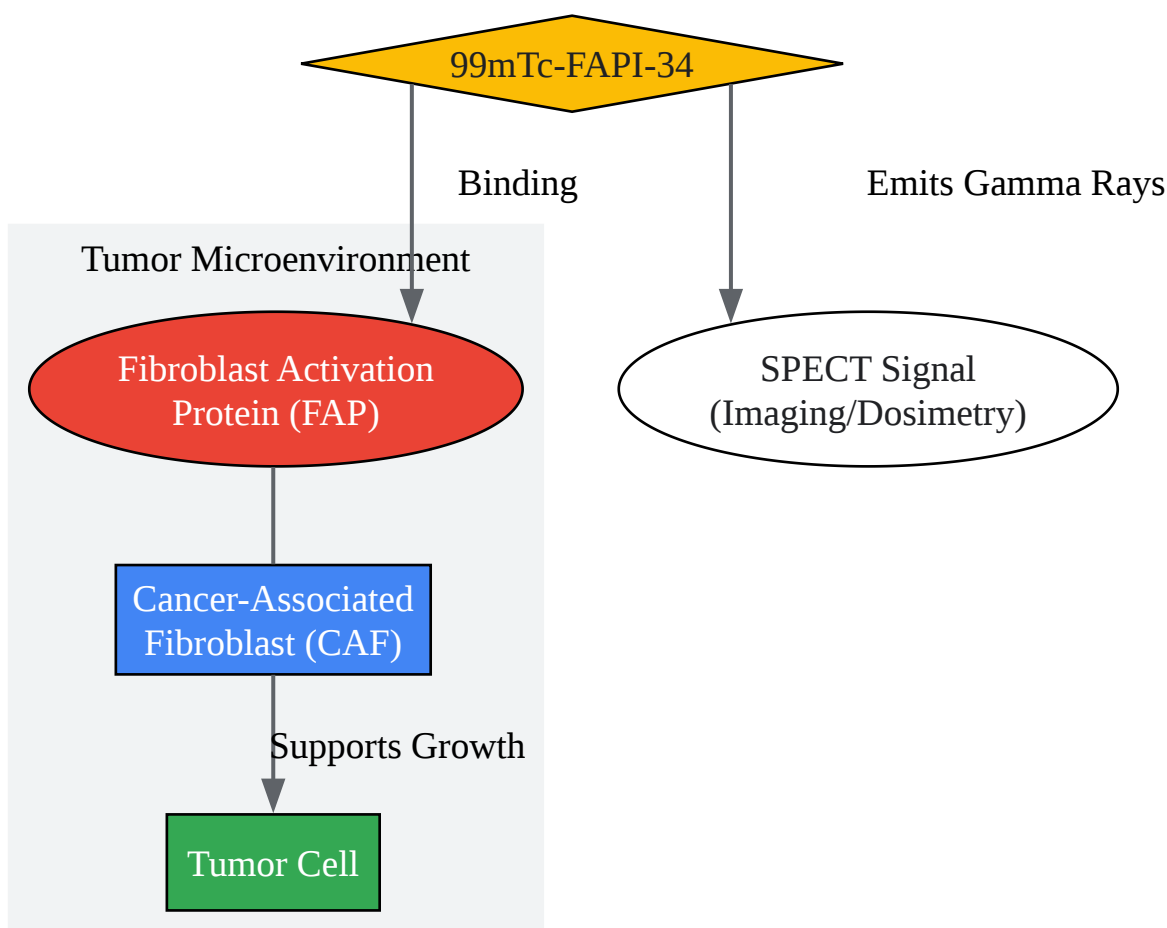 99mTc-FAPI-34
Binding
Emits Gamma Rays
Tumor Microenvironment
Fibroblast Activation
Protein (FAP)
SPECT Signal
(Imaging/Dosimetry)
Cancer-Associated
Fibroblast (CAF)
Supports Growth
Tumor Cell